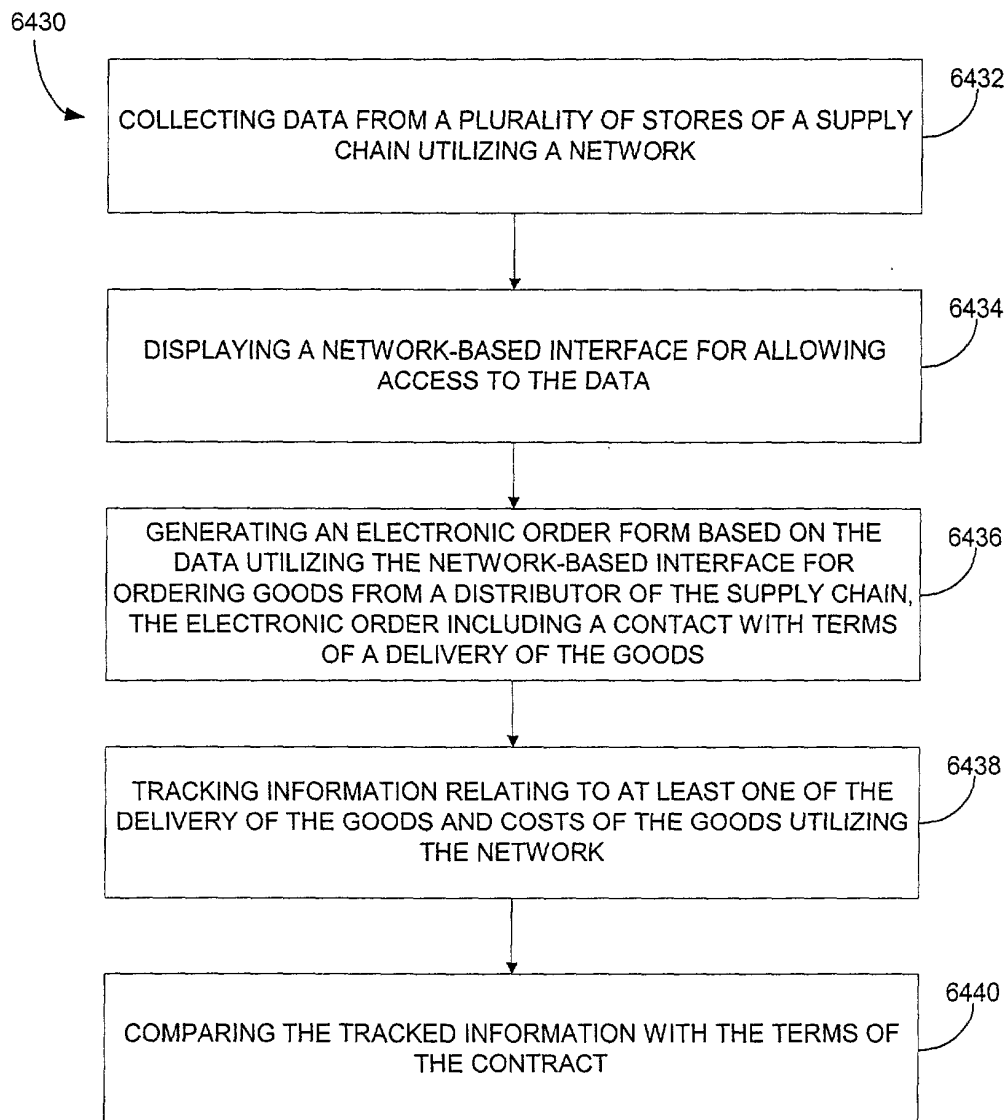 6430
6432
COLLECTING DATA FROM A PLURALITY OF STORES OF A SUPPLY
CHAIN UTILIZING A NETWORK
6434
DISPLAYING A NETWORK-BASED INTERFACE FOR ALLOWING
ACCESS TO THE DATA
6436
GENERATING AN ELECTRONIC ORDER FORM BASED ON THE
DATA UTILIZING THE NETWORK-BASED INTERFACE FOR
ORDERING GOODS FROM A DISTRIBUTOR OF THE SUPPLY CHAIN,
THE ELECTRONIC ORDER INCLUDING A CONTACT WITH TERMS
OF A DELIVERY OF THE GOODS
6438
TRACKING INFORMATION RELATING TO AT LEAST ONE OF THE
DELIVERY OF THE GOODS AND COSTS OF THE GOODS UTILIZING
THE NETWORK
6440
COMPARING THE TRACKED INFORMATION WITH THE TERMS OF
THE CONTRACT